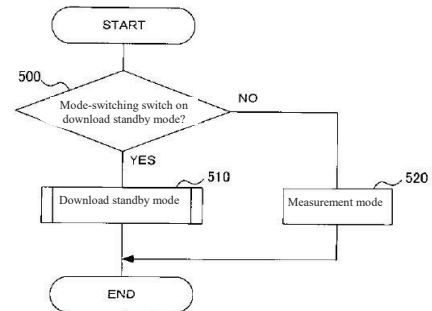 START
500
Mode-switching switch on
download standby mode?
NO
YES
510
Download standby mode
520
Measurement mode
END